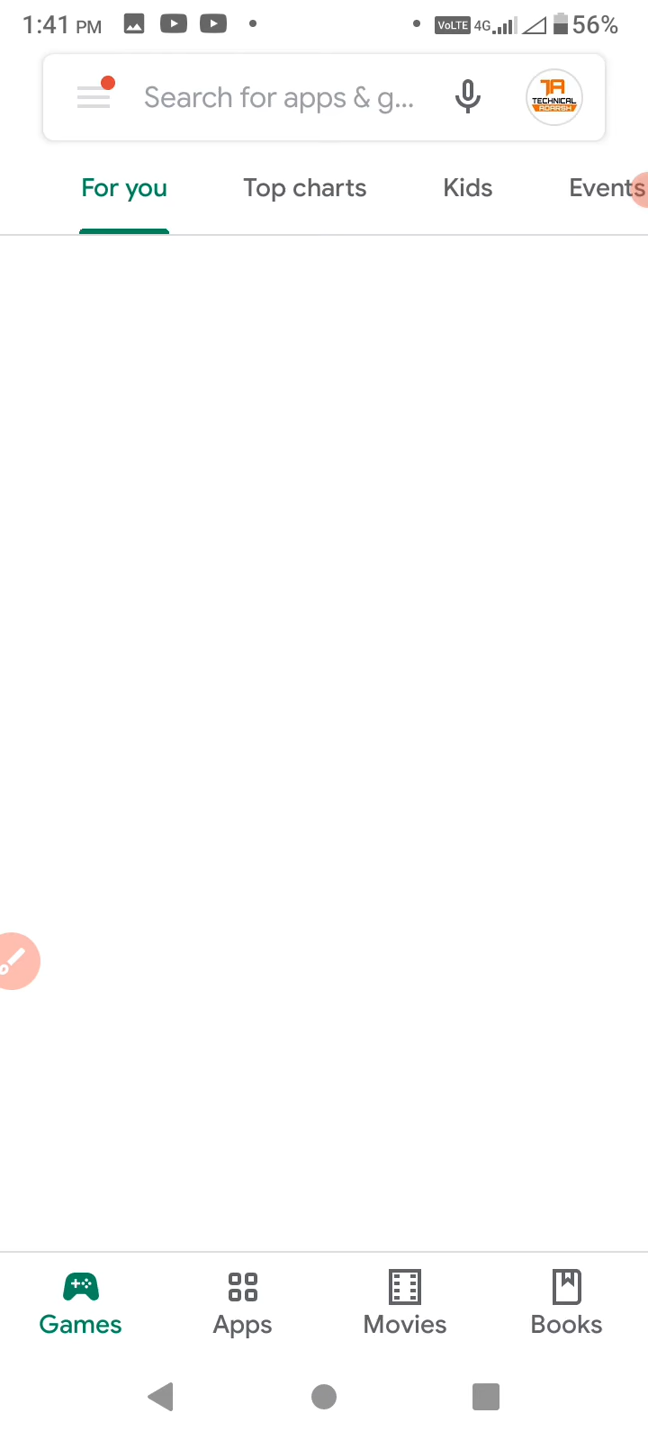 1:41 PM
VoLTE 4G 56%
Search for apps & g...
TA
TECHNICAL
ADARSH
For you Top charts Kids Events
Games Apps Movies Books